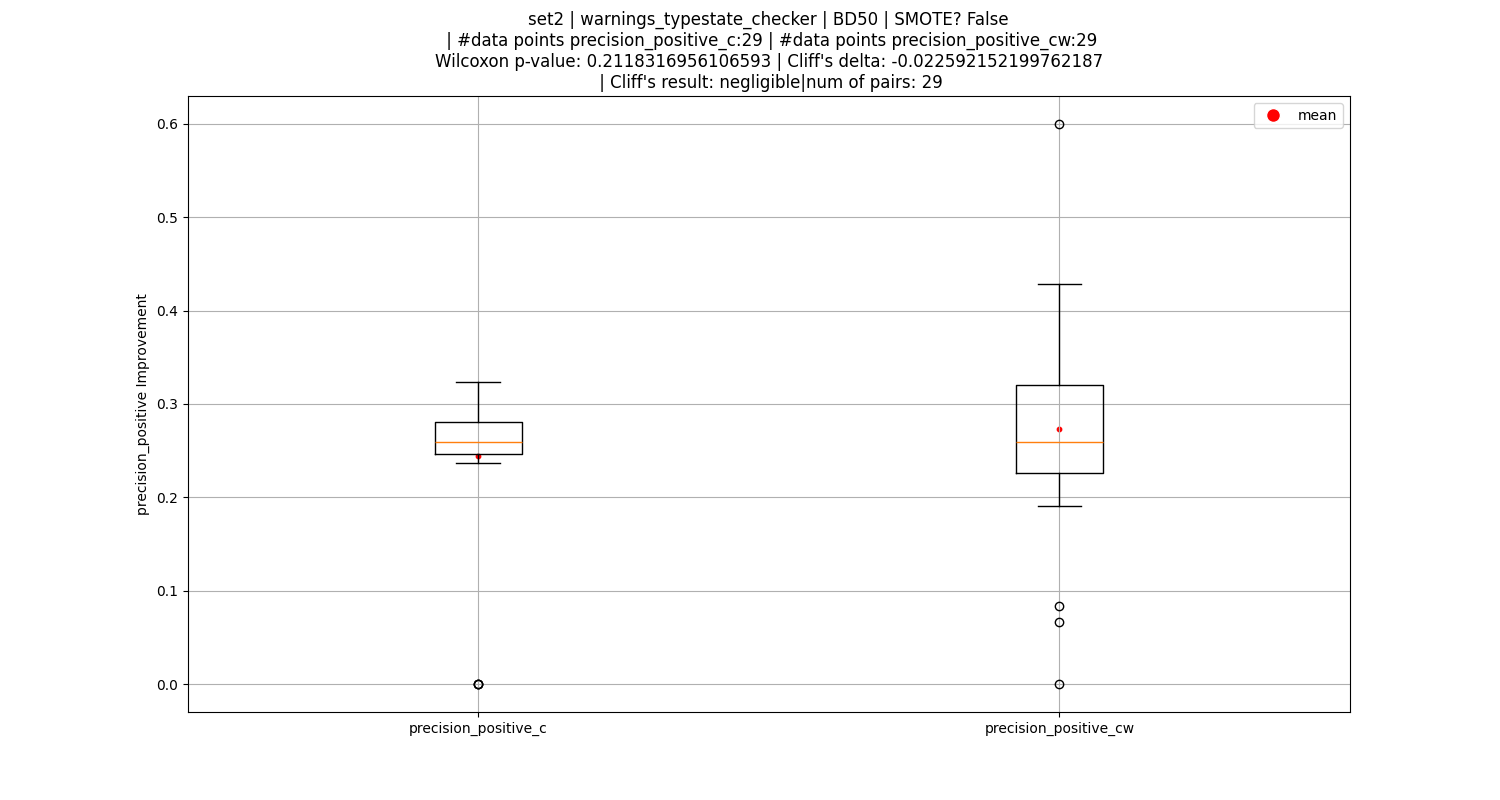 set2 | warnings_typestate_checker | BD50 | SMOTE? False
| #data points precision_positive_c:29 | #data points precision_positive_cw:29
Wilcoxon p-value: 0.2118316956106593 | Cliff's delta: -0.022592152199762187
| Cliff's result: negligible|num of pairs: 29
mean
0.6
0.5
0.4
0.3
0.2
0.1
0.0
precision_positive Improvement
precision_positive_c
precision_positive_cw